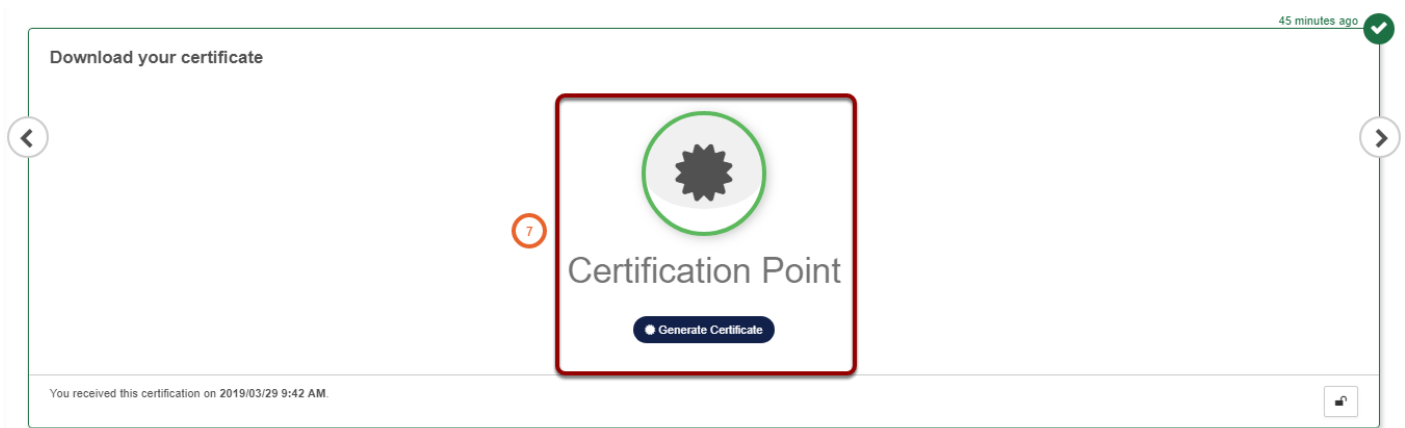 45 minutes ago
Download your certificate
7
Certification Point
Generate Certificate
You received this certification on 2019/03/29 9:42 AM.